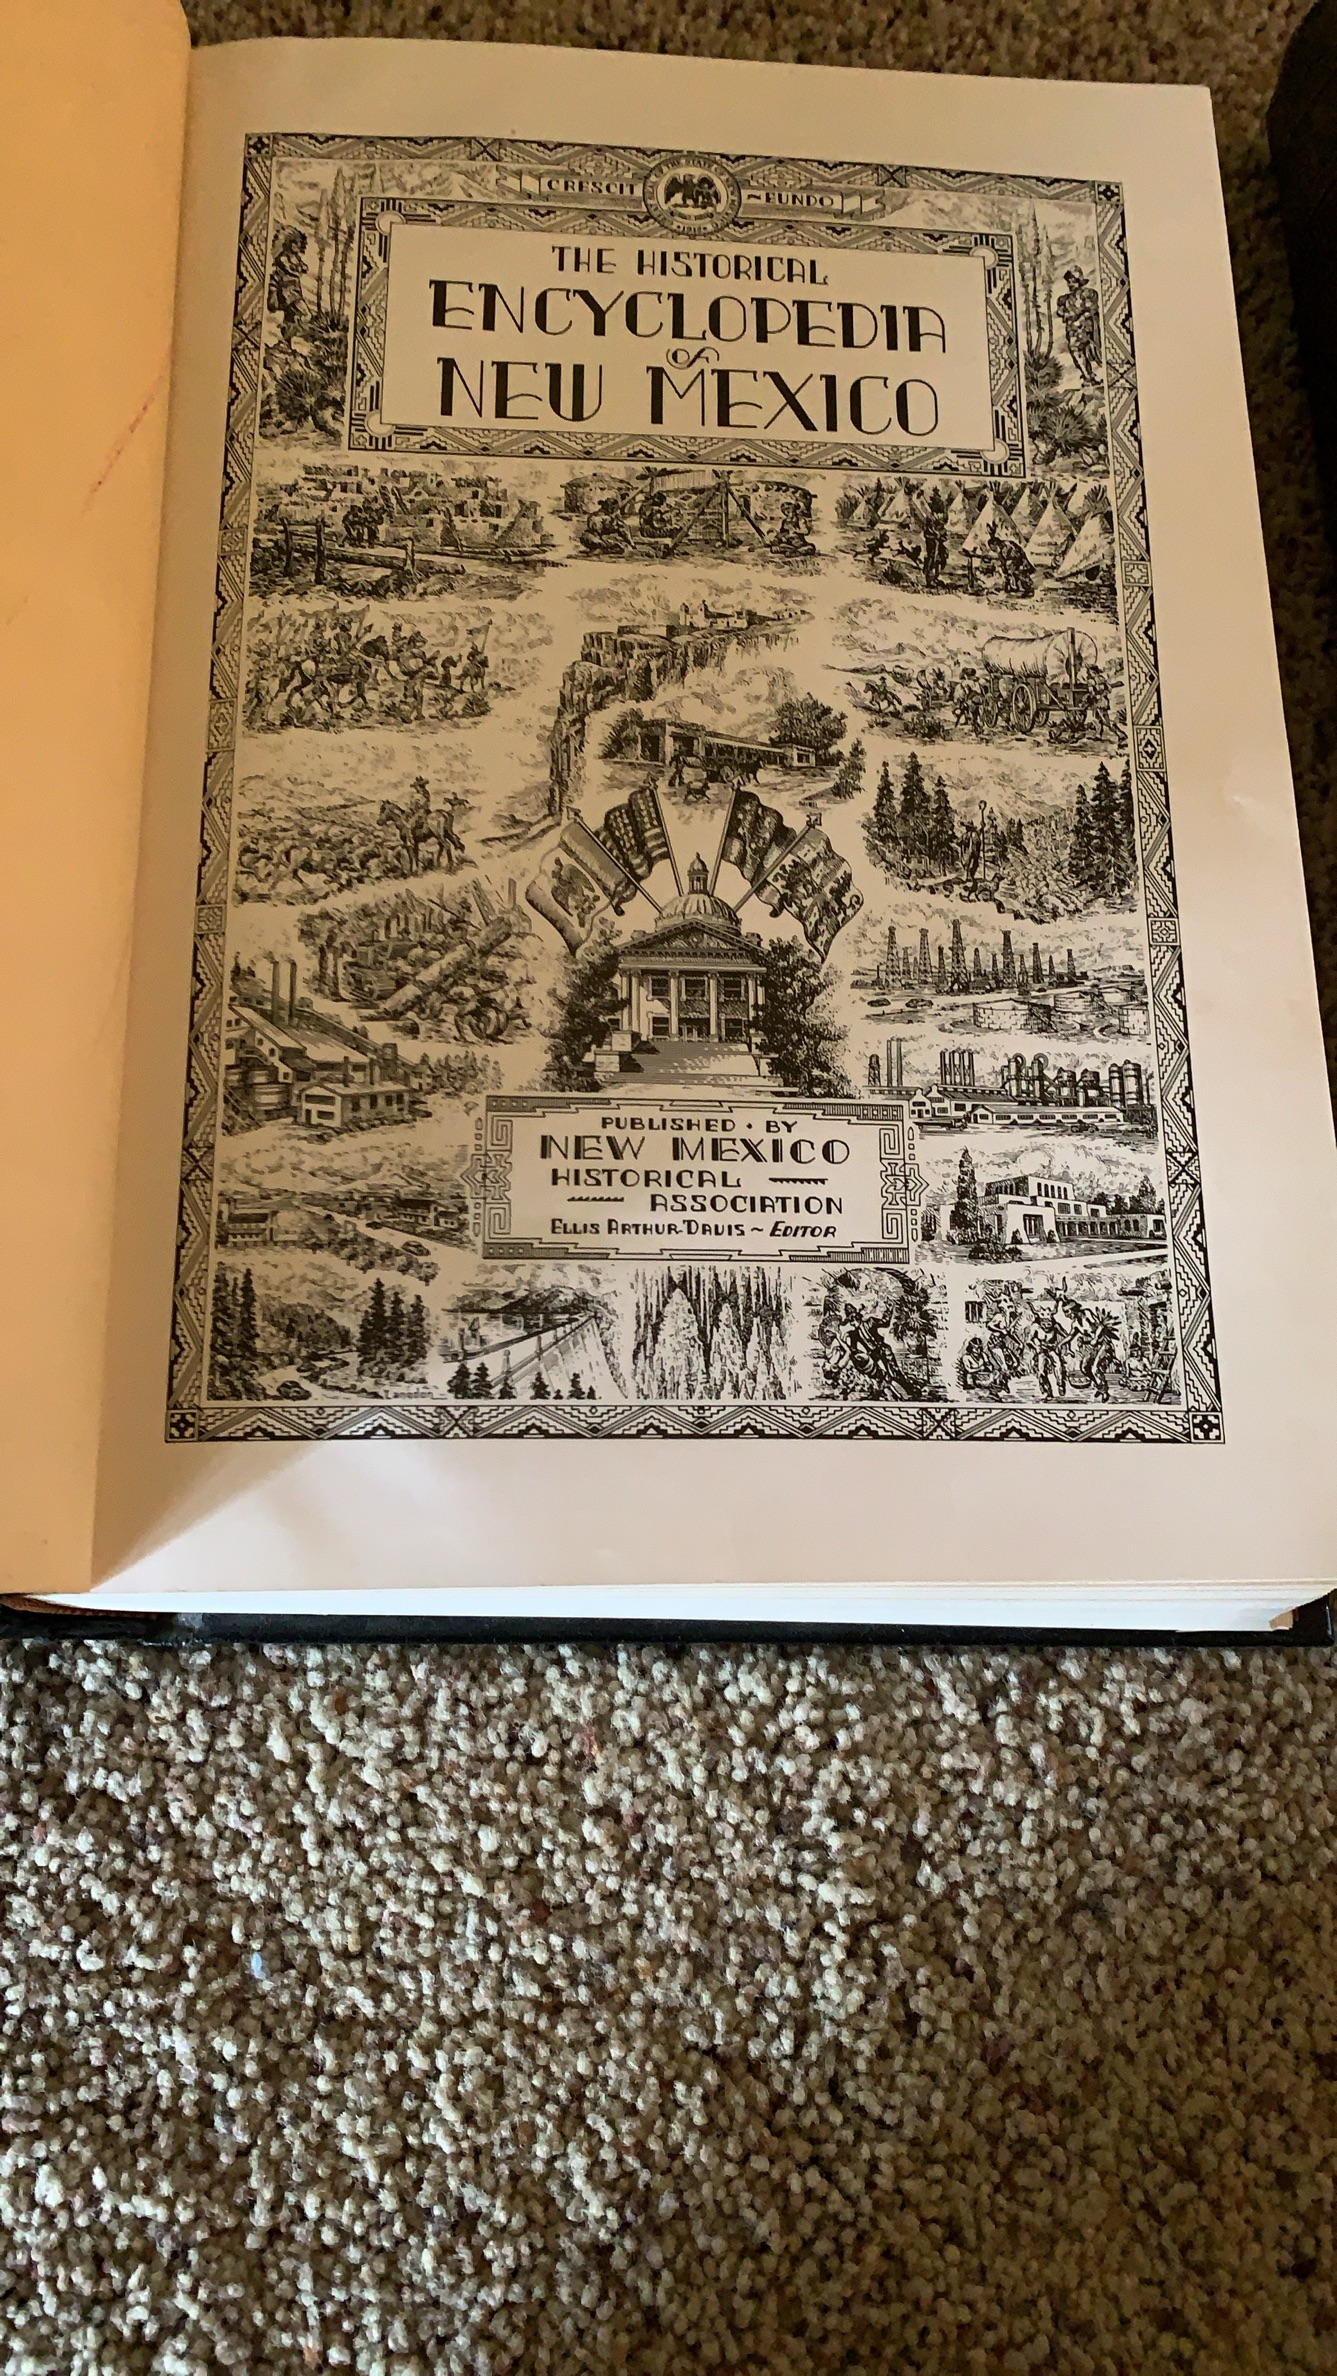 CRESCIT ~EUNDO
THE HISTORICAL
ENCYCLOPEDIA
of
NEW MEXICO
PUBLISHED · BY
NEW MEXICO
HISTORICAL
ASSOCIATION
ELLIS ARTHUR-DAVIS ~ EDITOR